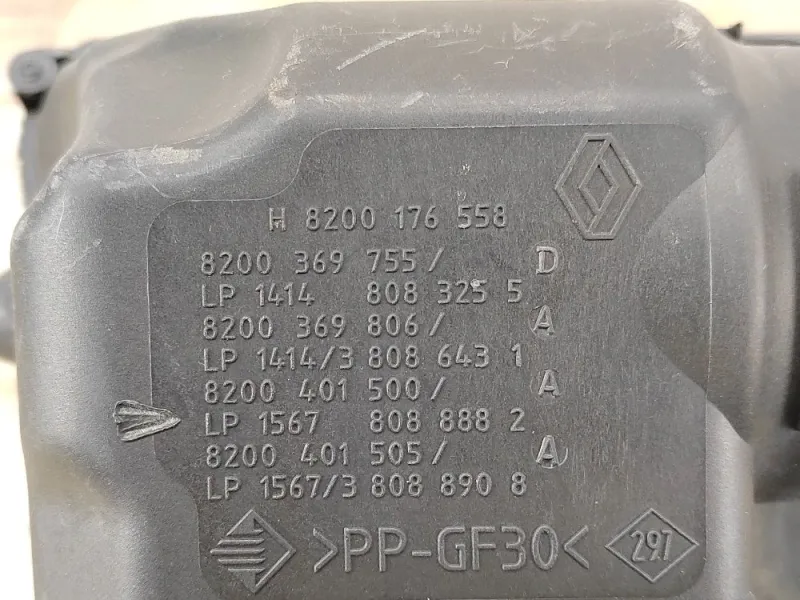 H 8200 176 558
8200 369 755/ D
LP 1414 808 325 5
8200 369 806/ A
LP 1414/3 808 643 1
8200 401 500/ A
LP 1567 808 888 2
8200 401 505/ A
LP 1567/3 808 890 8
>PP-GF30< 297